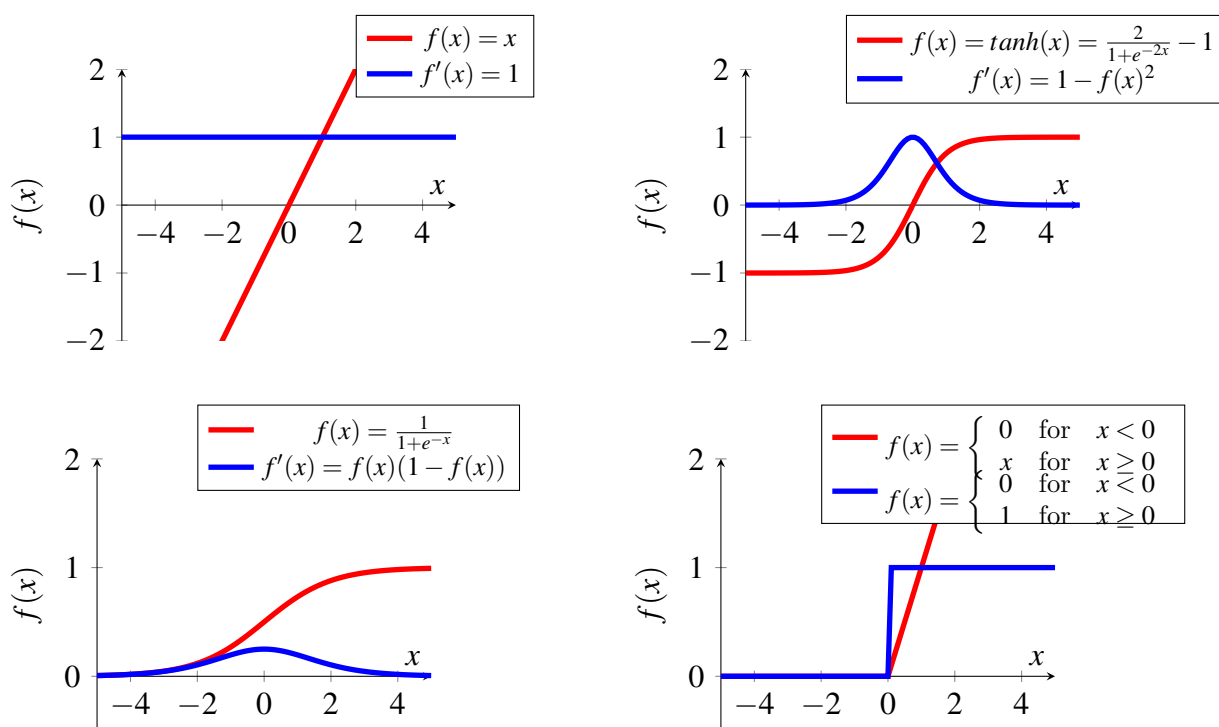 f(x) = x
f′(x) = 1
2
1
0
−1
−2
−4
−2
0
2
4
x
f(x)
f(x) = tanh(x) = 2/(1+e^{−2x}) − 1
f′(x) = 1 − f(x)²
2
1
0
−1
−2
−4
−2
0
2
4
x
f(x)
f(x) = 1/(1+e^{−x})
f′(x) = f(x)(1 − f(x))
2
1
0
−4
−2
0
2
4
x
f(x)
f(x) = { 0 for x < 0
x for x ≥ 0
f(x) = { 0 for x < 0
1 for x ≥ 0
2
1
0
−4
−2
0
2
4
x
f(x)